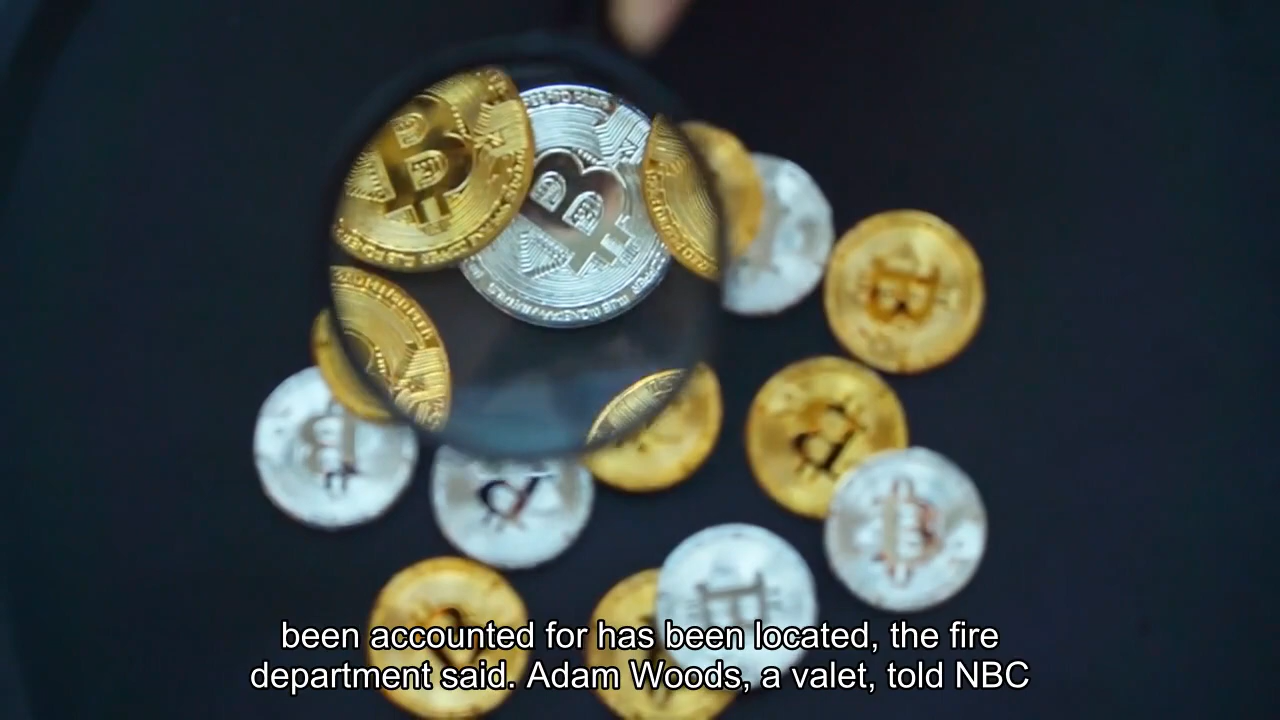 been accounted for has been located, the fire
department said. Adam Woods, a valet, told NBC